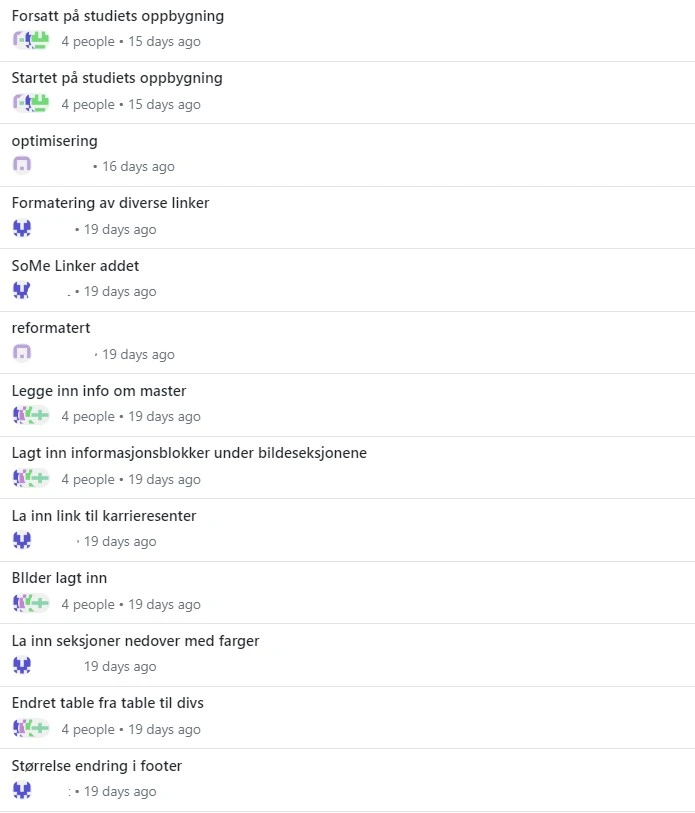 Forsatt på studiets oppbygning
4 people • 15 days ago
Startet på studiets oppbygning
4 people • 15 days ago
optimisering
• 16 days ago
Formatering av diverse linker
• 19 days ago
SoMe Linker addet
• 19 days ago
reformatert
19 days ago
Legge inn info om master
4 people • 19 days ago
Lagt inn informasjonsblokker under bildeseksjonene
4 people • 19 days ago
La inn link til karrieresenter
19 days ago
BIlder lagt inn
4 people • 19 days ago
La inn seksjoner nedover med farger
19 days ago
Endret table fra table til divs
4 people • 19 days ago
Størrelse endring i footer
• 19 days ago